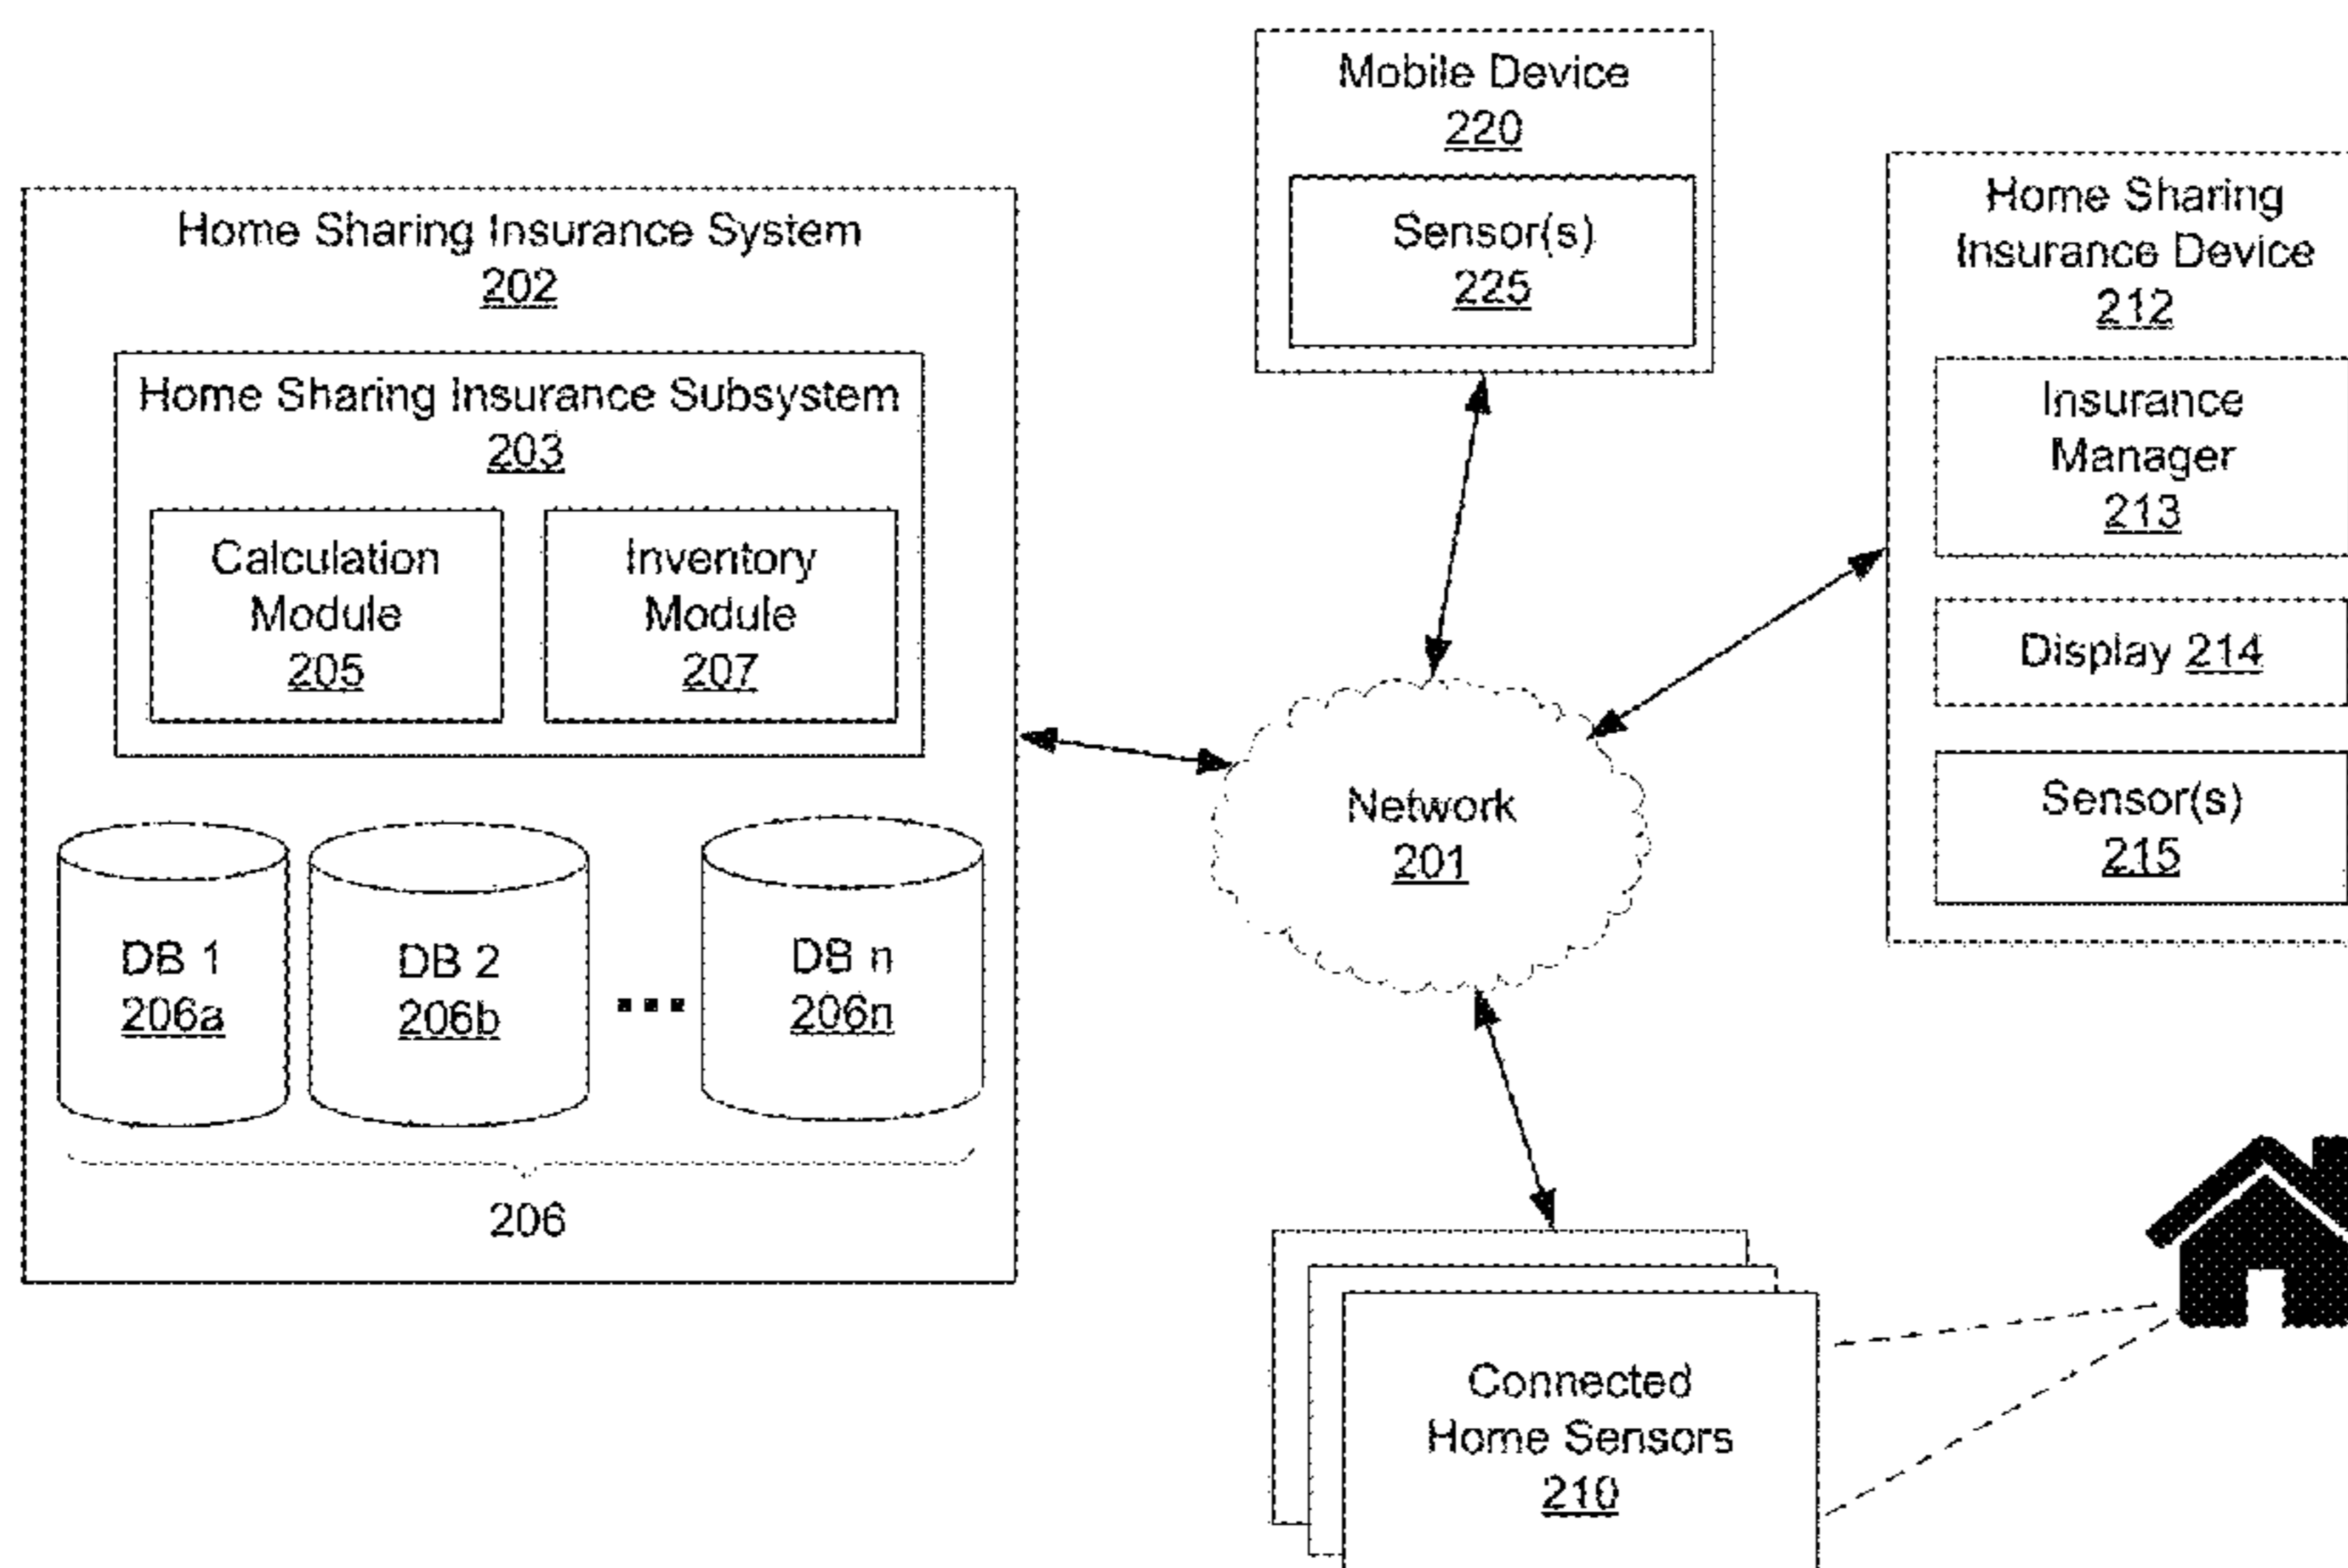 Home Sharing Insurance System
202
Home Sharing Insurance Subsystem
203
Calculation
Module
205
Inventory
Module
207
DB 1
206a
DB 2
206b
...
DB n
206n
206
Mobile Device
220
Sensor(s)
225
Home Sharing
Insurance Device
212
Insurance
Manager
213
Display 214
Sensor(s)
215
Network
201
Connected
Home Sensors
210